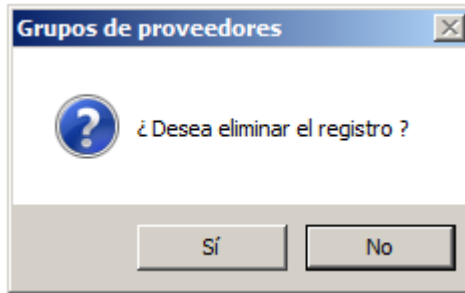 Grupos de proveedores
¿ Desea eliminar el registro ?
Sí
No